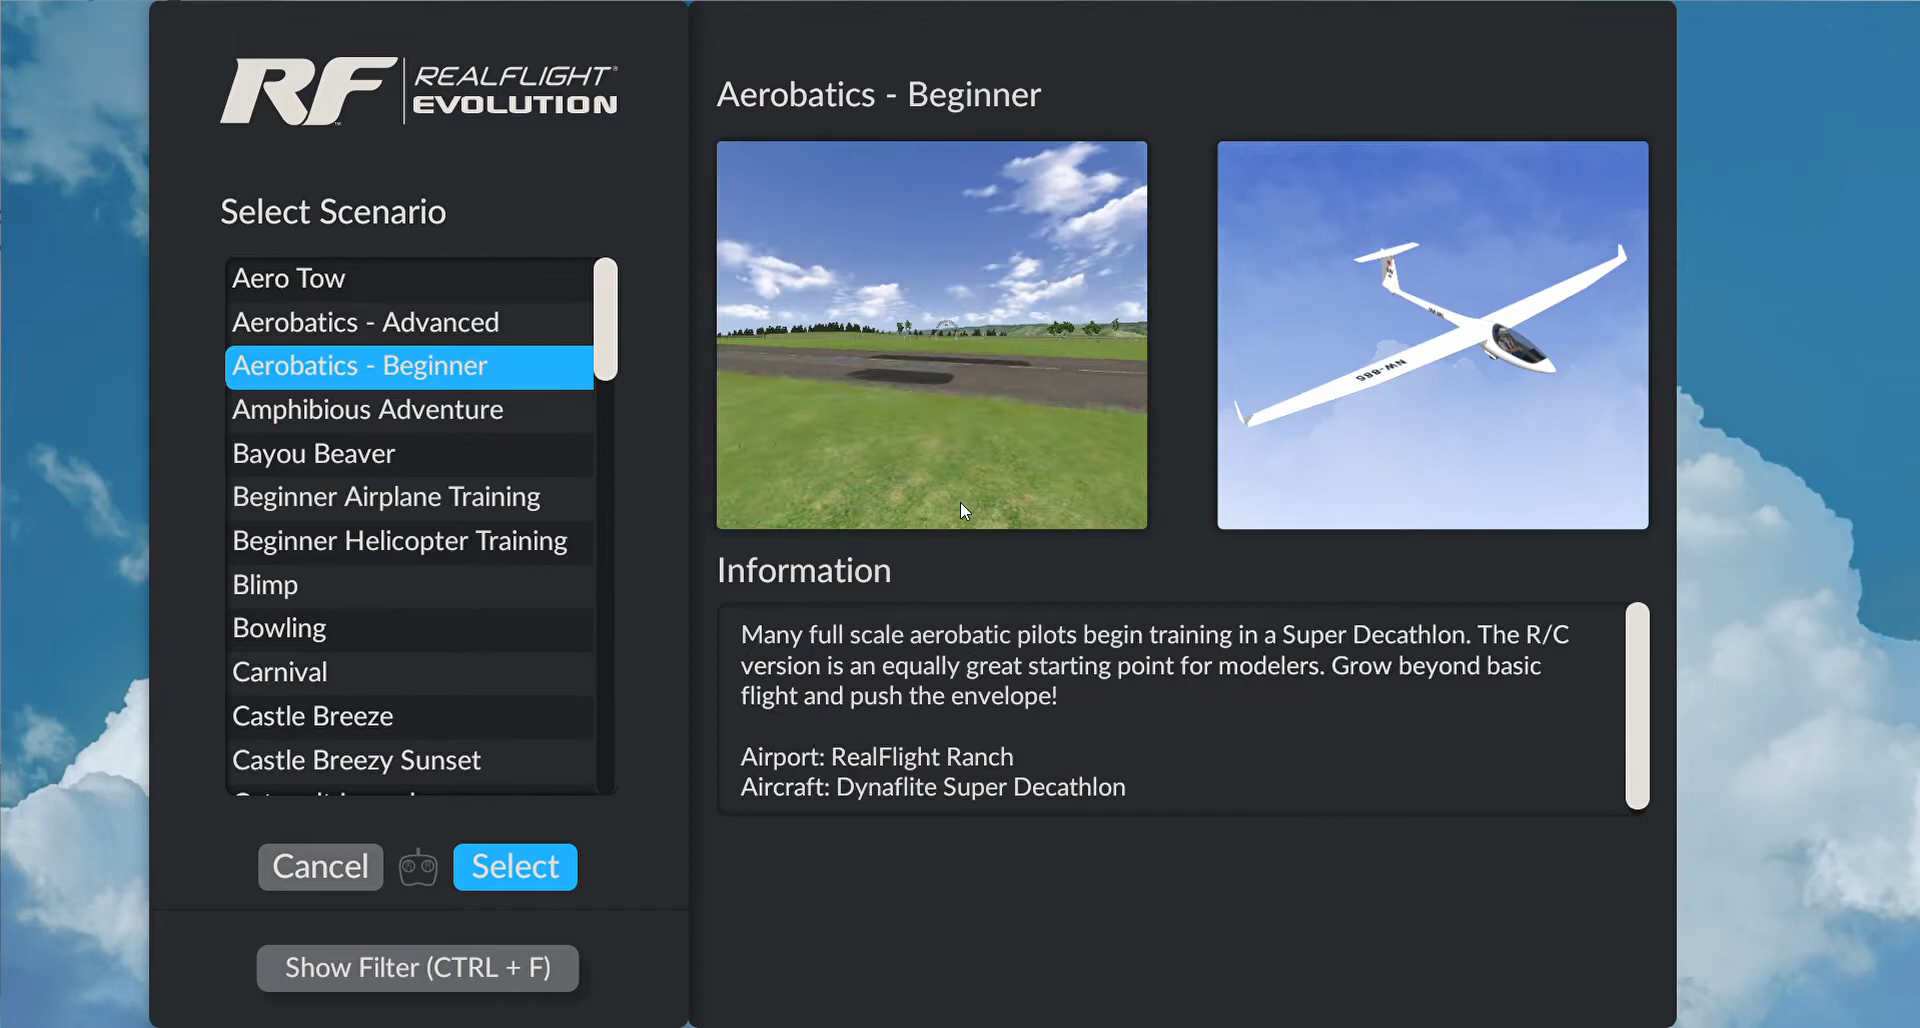 RF REALFLIGHT®
EVOLUTION
Select Scenario
Aero Tow
Aerobatics - Advanced
Aerobatics - Beginner
Amphibious Adventure
Bayou Beaver
Beginner Airplane Training
Beginner Helicopter Training
Blimp
Bowling
Carnival
Castle Breeze
Castle Breezy Sunset
Cancel
Select
Show Filter (CTRL + F)
Aerobatics - Beginner
NW-885
Information
Many full scale aerobatic pilots begin training in a Super Decathlon. The R/C
version is an equally great starting point for modelers. Grow beyond basic
flight and push the envelope!
Airport: RealFlight Ranch
Aircraft: Dynaflite Super Decathlon